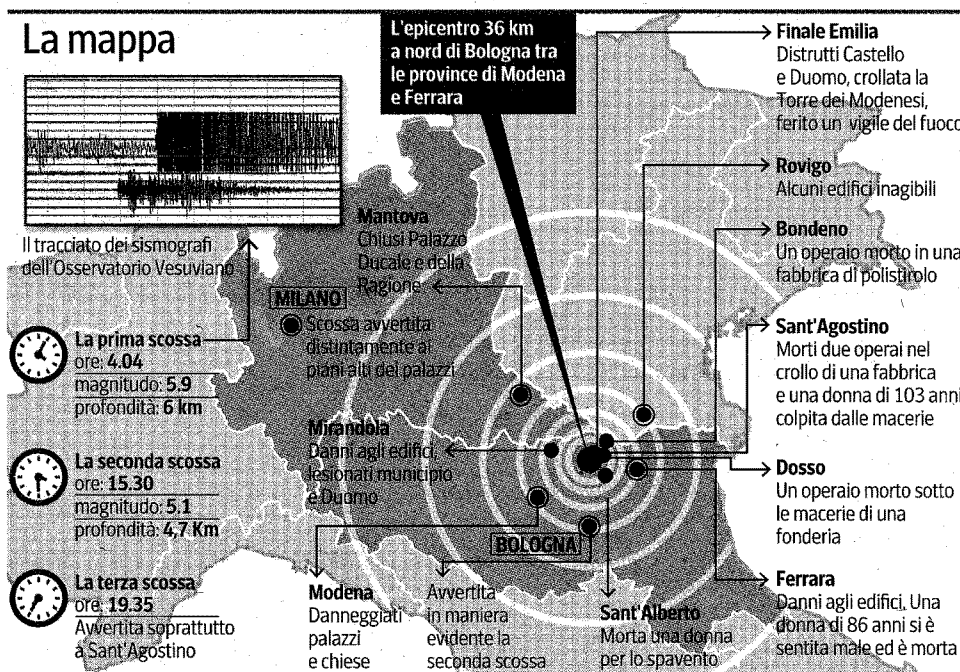 La mappa
L'epicentro 36 km
a nord di Bologna tra
le province di Modena
e Ferrara
Il tracciato dei sismografi
dell'Osservatorio Vesuviano
La prima scossa
ore: 4.04
magnitudo: 5.9
profondità: 6 km
La seconda scossa
ore: 15.30
magnitudo: 5.1
profondità: 4,7 Km
La terza scossa
ore: 19.35
Avvertita soprattutto
a Sant'Agostino
Mantova
Chiusi Palazzo
Ducale e della
Ragione
MILANO
Scossa avvertita
distintamente ai
piani alti dei palazzi
Mirandola
Danni agli edifici,
lesionati municipio
e Duomo
BOLOGNA
Modena
Danneggiati
palazzi
e chiese
Avvertita
in maniera
evidente la
seconda scossa
Sant'Alberto
Morta una donna
per lo spavento
Finale Emilia
Distrutti Castello
e Duomo, crollata la
Torre dei Modenesi,
ferito un vigile del fuoco
Rovigo
Alcuni edifici inagibili
Bondeno
Un operaio morto in una
fabbrica di polistirolo
Sant'Agostino
Morti due operai nel
crollo di una fabbrica
e una donna di 103 anni
colpita dalle macerie
Dosso
Un operaio morto sotto
le macerie di una
fonderia
Ferrara
Danni agli edifici. Una
donna di 86 anni si è
sentita male ed è morta